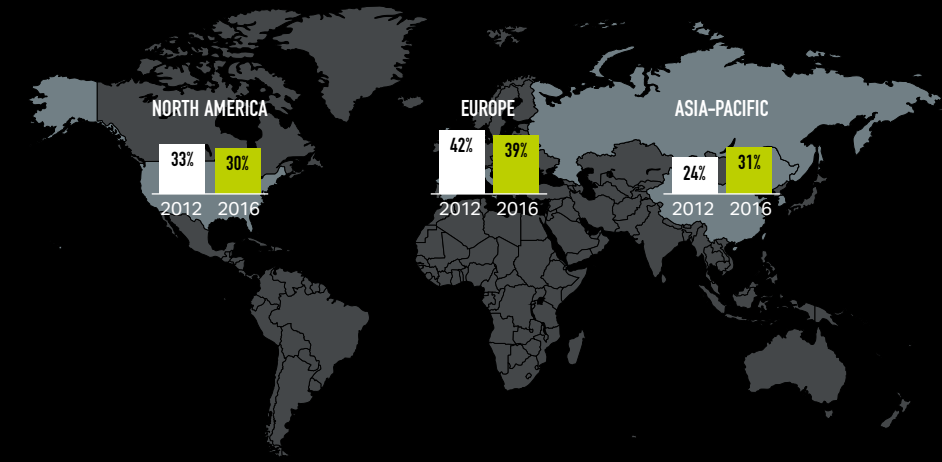 NORTH AMERICA
33% 30%
2012 2016
EUROPE
42% 39%
2012 2016
ASIA-PACIFIC
24% 31%
2012 2016